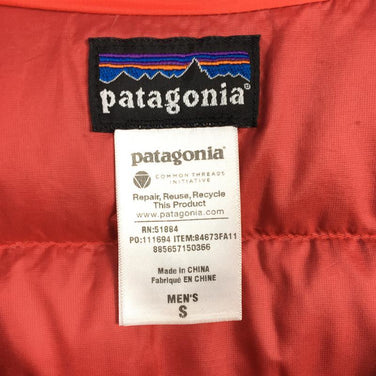 patagonia®
patagonia®
COMMON THREADS
INITIATIVE
Repair, Reuse, Recycle
This Product
www.patagonia.com
RN:51884
PO:111694 ITEM:84673FA11
885657150366
Made in CHINA
Fabriqué EN CHINE
MEN'S
S